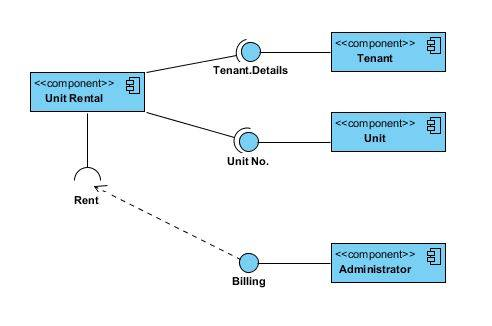 <<component>>
Tenant
Tenant.Details
<<component>>
Unit Rental
<<component>>
Unit
Unit No.
Rent
<<component>>
Administrator
Billing